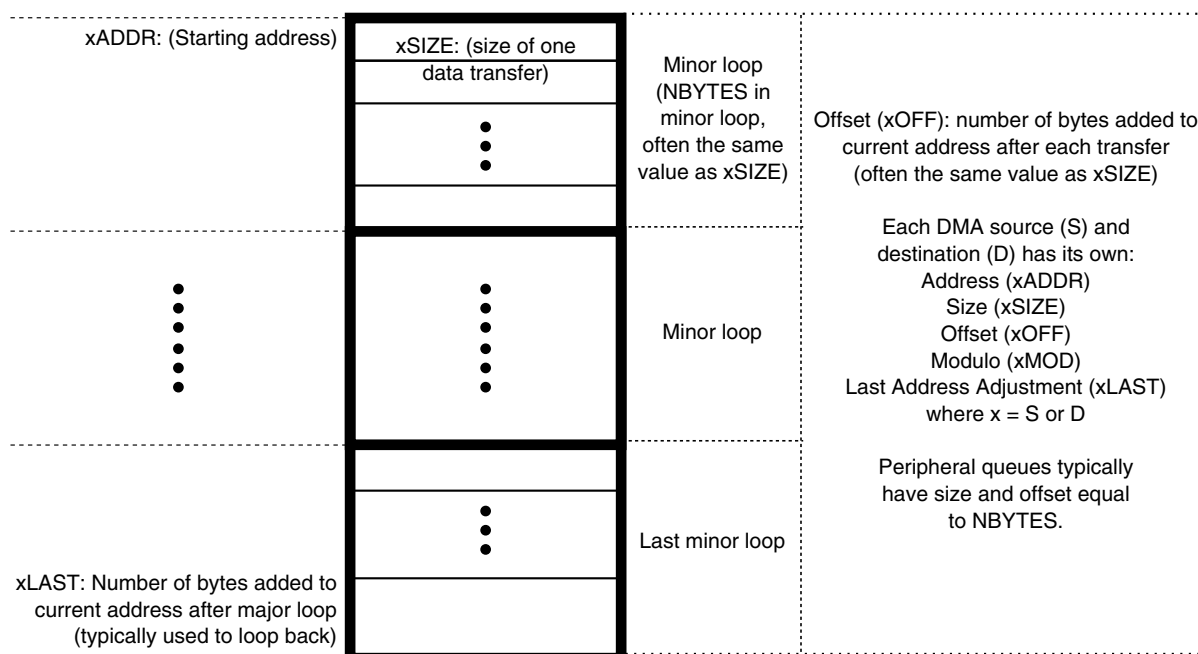 xADDR: (Starting address)
xSIZE: (size of one
data transfer)
Minor loop
(NBYTES in
minor loop,
often the same
value as xSIZE)
Offset (xOFF): number of bytes added to
current address after each transfer
(often the same value as xSIZE)
Each DMA source (S) and
destination (D) has its own:
Address (xADDR)
Size (xSIZE)
Offset (xOFF)
Modulo (xMOD)
Last Address Adjustment (xLAST)
where x = S or D
Peripheral queues typically
have size and offset equal
to NBYTES.
Minor loop
Last minor loop
xLAST: Number of bytes added to
current address after major loop
(typically used to loop back)